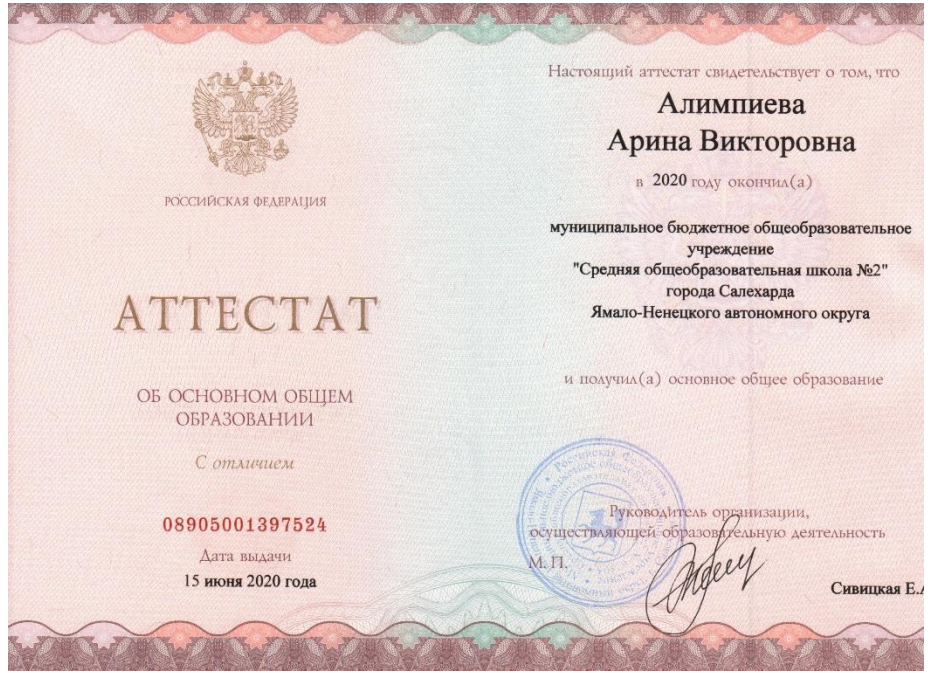 РОССИЙСКАЯ ФЕДЕРАЦИЯ
АТТЕСТАТ
ОБ ОСНОВНОМ ОБЩЕМ
ОБРАЗОВАНИИ
С отличием
08905001397524
Дата выдачи
15 июня 2020 года
Настоящий аттестат свидетельствует о том, что
Алимпиева
Арина Викторовна
в 2020 году окончил(а)
муниципальное бюджетное общеобразовательное
учреждение
"Средняя общеобразовательная школа №2"
города Салехарда
Ямало-Ненецкого автономного округа
и получил(а) основное общее образование
Руководитель организации,
осуществляющей образовательную деятельность
М. П.
Сивицкая Е.